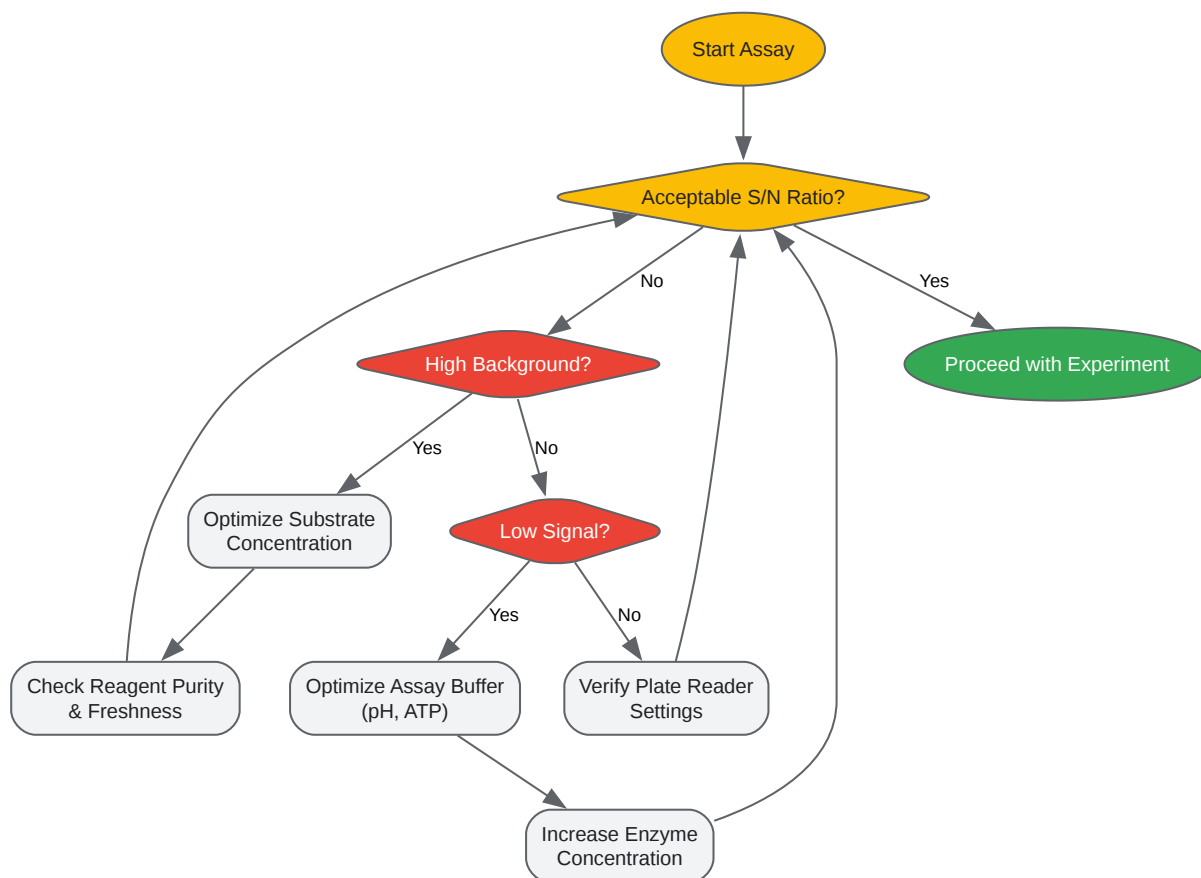 Start Assay
Acceptable S/N Ratio?
No
Yes
High Background?
Proceed with Experiment
Yes
No
Optimize Substrate
Concentration
Low Signal?
Yes
No
Check Reagent Purity
& Freshness
Optimize Assay Buffer
(pH, ATP)
Verify Plate Reader
Settings
Increase Enzyme
Concentration